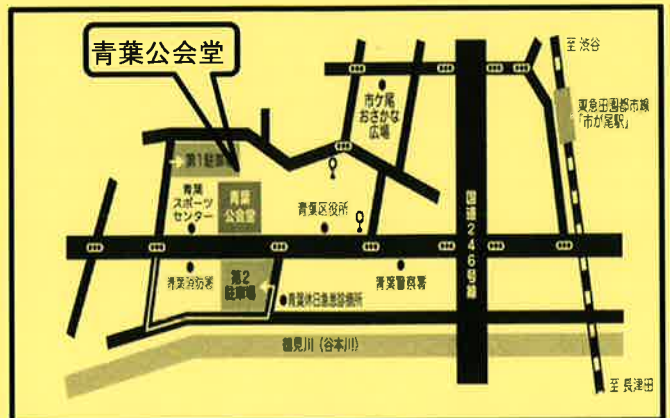 青葉公会堂
至 渋谷
東急田園都市線
「市が尾駅」
市ケ尾
おさかな
広場
第1駐車場
青葉
スポーツ
センター
青葉
公会堂
青葉区役所
国道246号線
青葉消防署
第2
駐車場
青葉警察署
青葉休日急患診療所
鶴見川（谷本川）
至 長津田